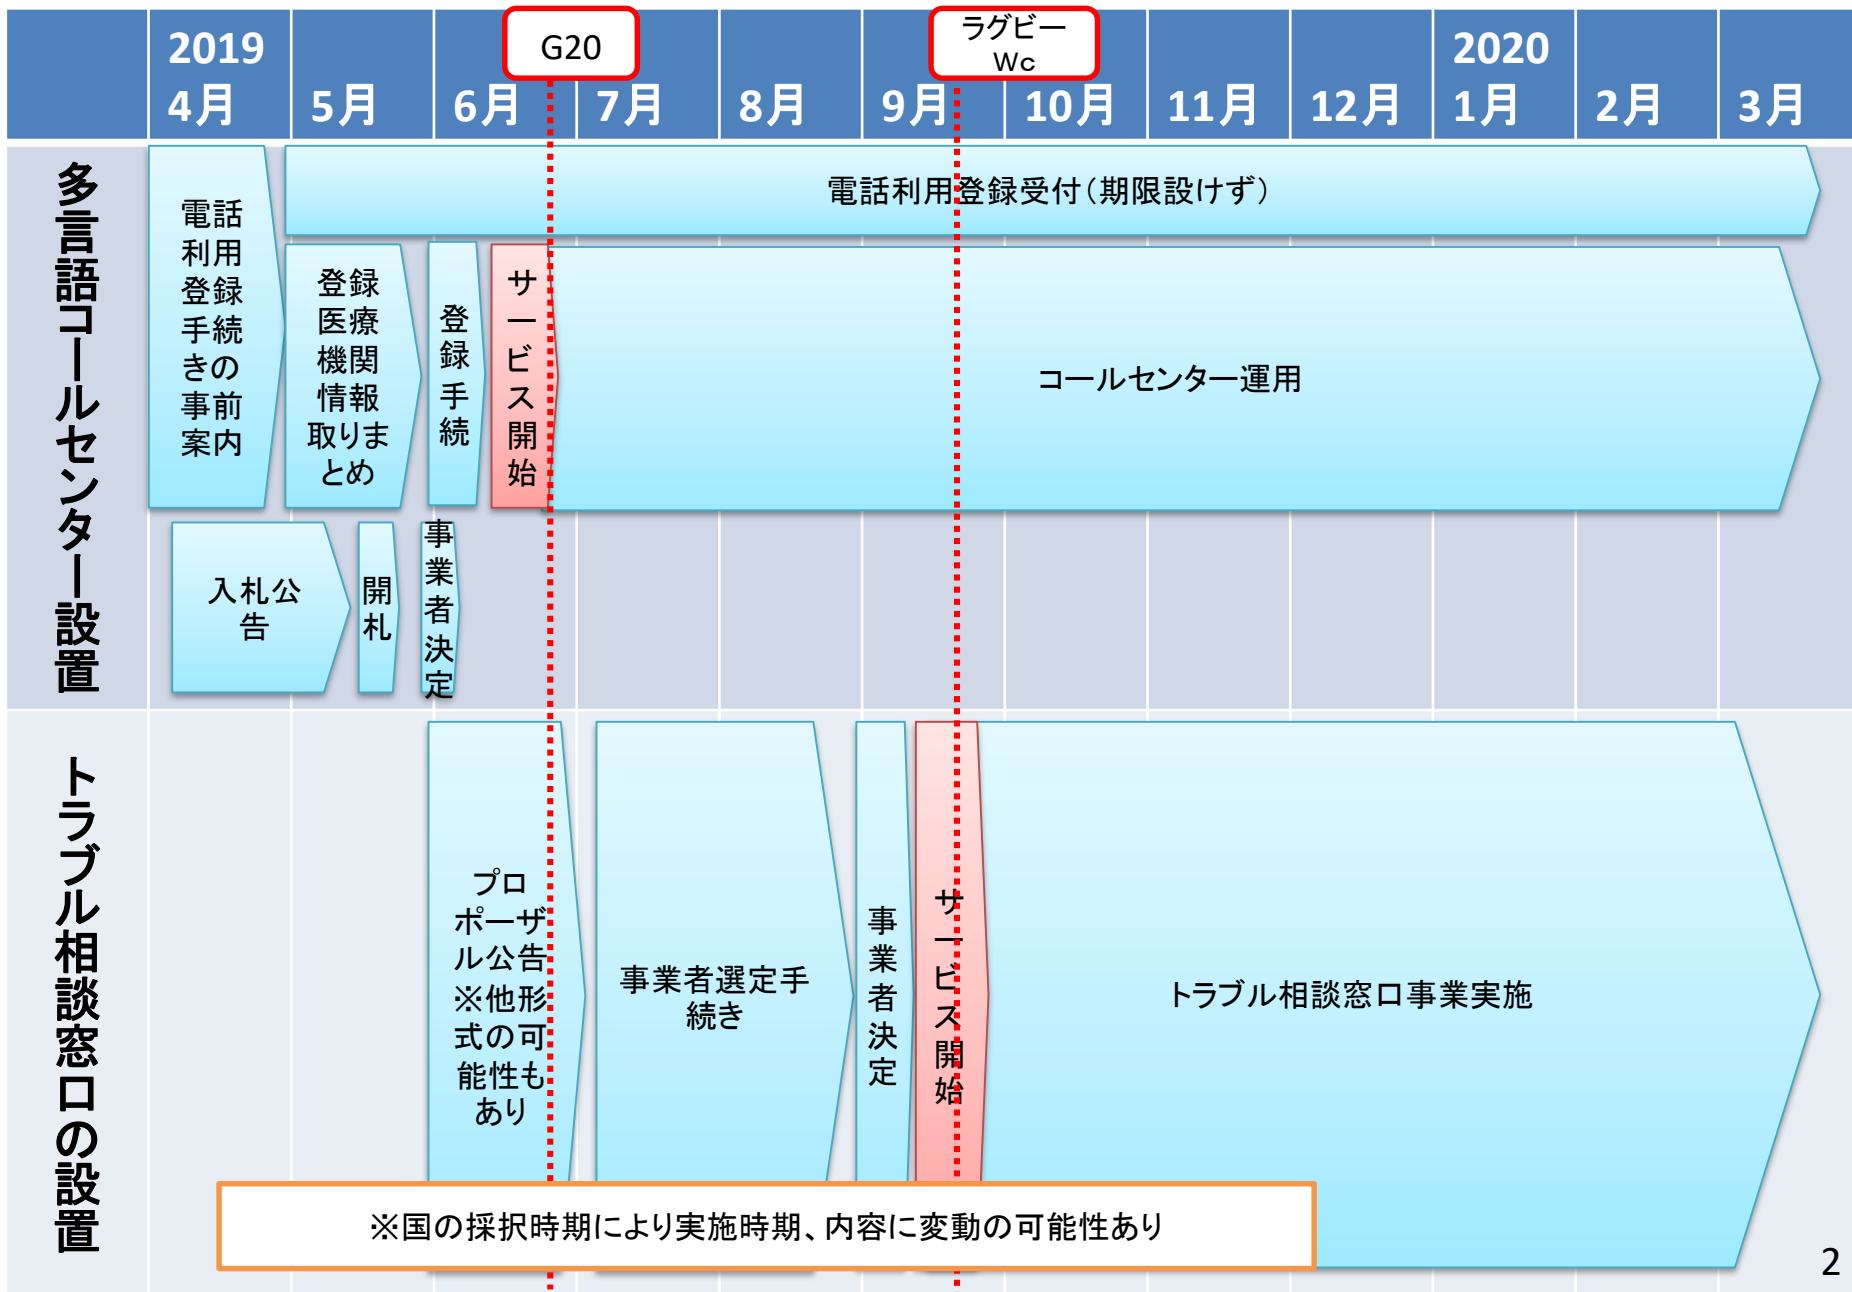 G20
ラグビー
Wc
2019
4月
5月
6月
7月
8月
9月
10月
11月
12月
2020
1月
2月
3月
多言語コールセンター設置
電話
利用
登録
手続
きの
事前
案内
電話利用登録受付（期限設けず）
登録
医療
機関
情報
取りま
とめ
登録手続
サービス開始
コールセンター運用
入札公
告
開札
事業者決定
トラブル相談窓口の設置
プロ
ポーザ
ル公告
※他形
式の可
能性も
あり
事業者選定手
続き
事業者決定
サービス開始
トラブル相談窓口事業実施
※国の採択時期により実施時期、内容に変動の可能性あり
2